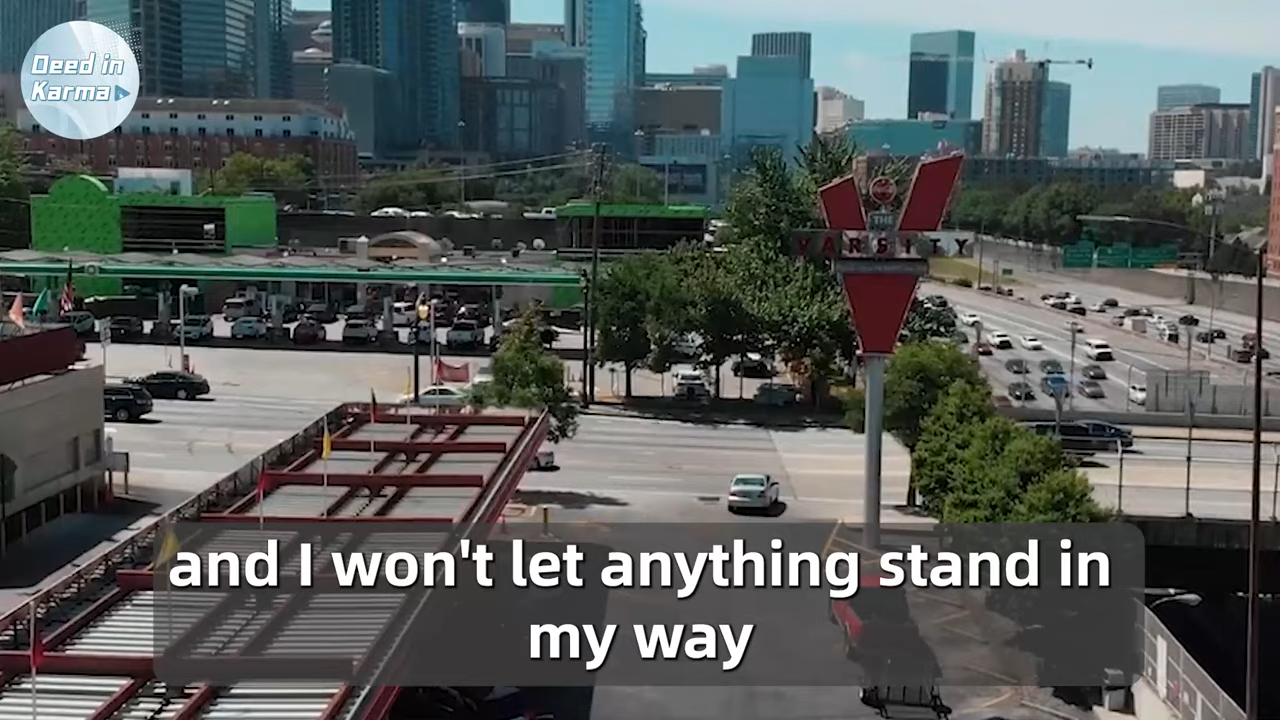 Deed in
Karma
THE
VARSITY
and I won't let anything stand in
my way